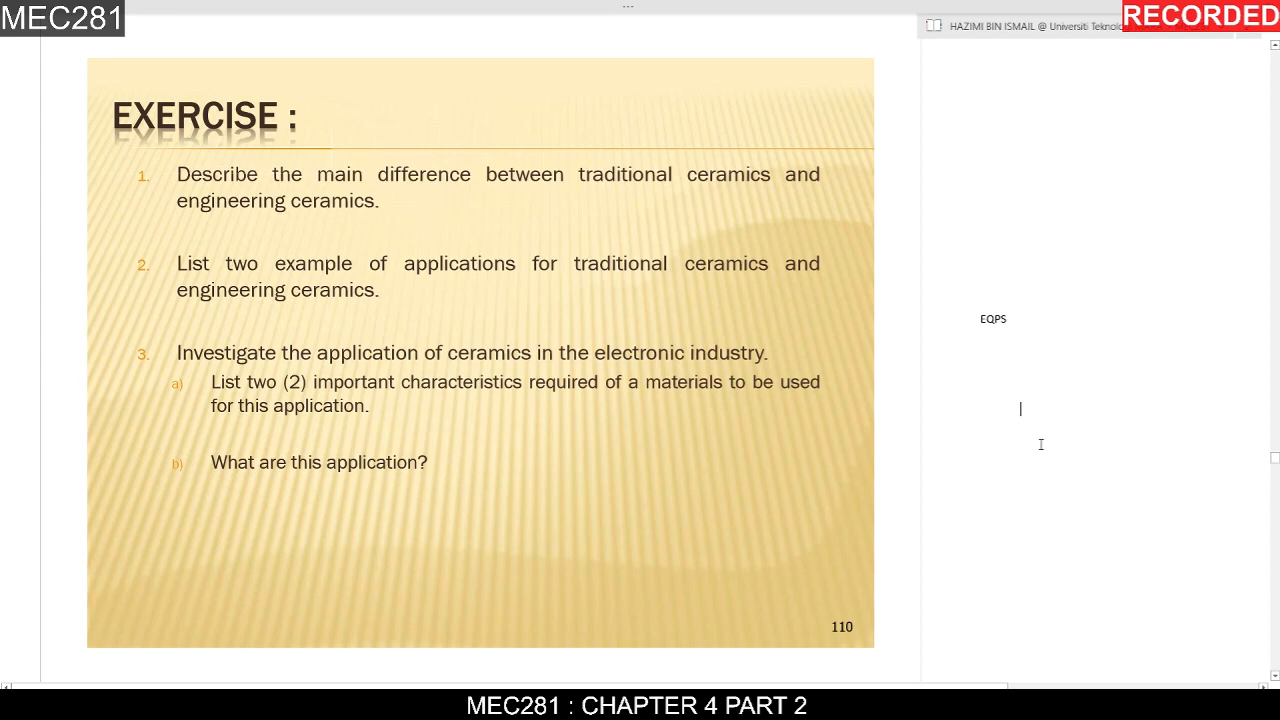 MEC281
RECORDED
HAZIMI BIN ISMAIL @ Universiti Teknolo
EXERCISE :
1. Describe the main difference between traditional ceramics and
engineering ceramics.
2. List two example of applications for traditional ceramics and
engineering ceramics.
3. Investigate the application of ceramics in the electronic industry.
a) List two (2) important characteristics required of a materials to be used
for this application.
b) What are this application?
EQPS
110
MEC281 : CHAPTER 4 PART 2